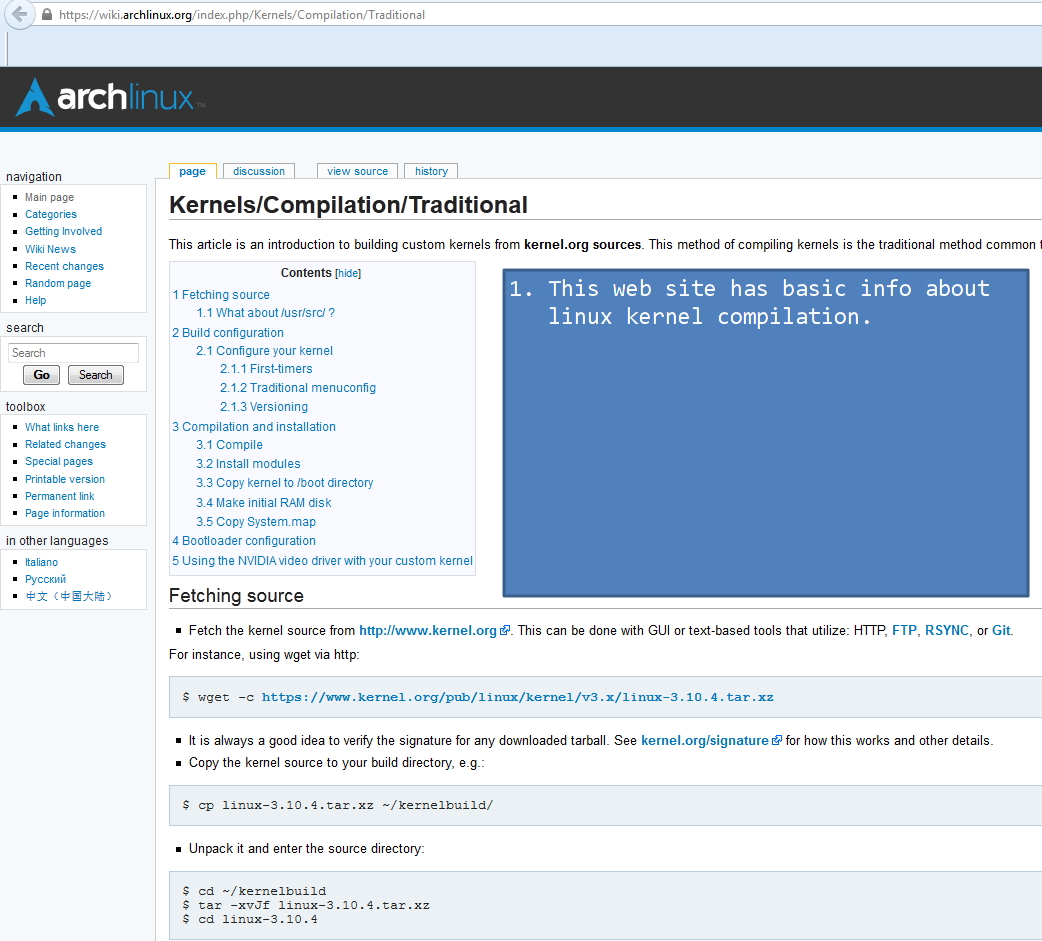 https://wiki.archlinux.org/index.php/Kernels/Compilation/Traditional
archlinux™
navigation
Main page
Categories
Getting Involved
Wiki News
Recent changes
Random page
Help
search
Search
Go Search
toolbox
What links here
Related changes
Special pages
Printable version
Permanent link
Page information
in other languages
Italiano
Русский
中文（中国大陆）
page discussion view source history
Kernels/Compilation/Traditional
This article is an introduction to building custom kernels from kernel.org sources. This method of compiling kernels is the traditional method common
Contents [hide]
1 Fetching source
1.1 What about /usr/src/ ?
2 Build configuration
2.1 Configure your kernel
2.1.1 First-timers
2.1.2 Traditional menuconfig
2.1.3 Versioning
3 Compilation and installation
3.1 Compile
3.2 Install modules
3.3 Copy kernel to /boot directory
3.4 Make initial RAM disk
3.5 Copy System.map
4 Bootloader configuration
5 Using the NVIDIA video driver with your custom kernel
1. This web site has basic info about
linux kernel compilation.
Fetching source
Fetch the kernel source from http://www.kernel.org. This can be done with GUI or text-based tools that utilize: HTTP, FTP, RSYNC, or Git.
For instance, using wget via http:
$ wget -c https://www.kernel.org/pub/linux/kernel/v3.x/linux-3.10.4.tar.xz
It is always a good idea to verify the signature for any downloaded tarball. See kernel.org/signature for how this works and other details.
Copy the kernel source to your build directory, e.g.:
$ cp linux-3.10.4.tar.xz ~/kernelbuild/
Unpack it and enter the source directory:
$ cd ~/kernelbuild
$ tar -xvJf linux-3.10.4.tar.xz
$ cd linux-3.10.4